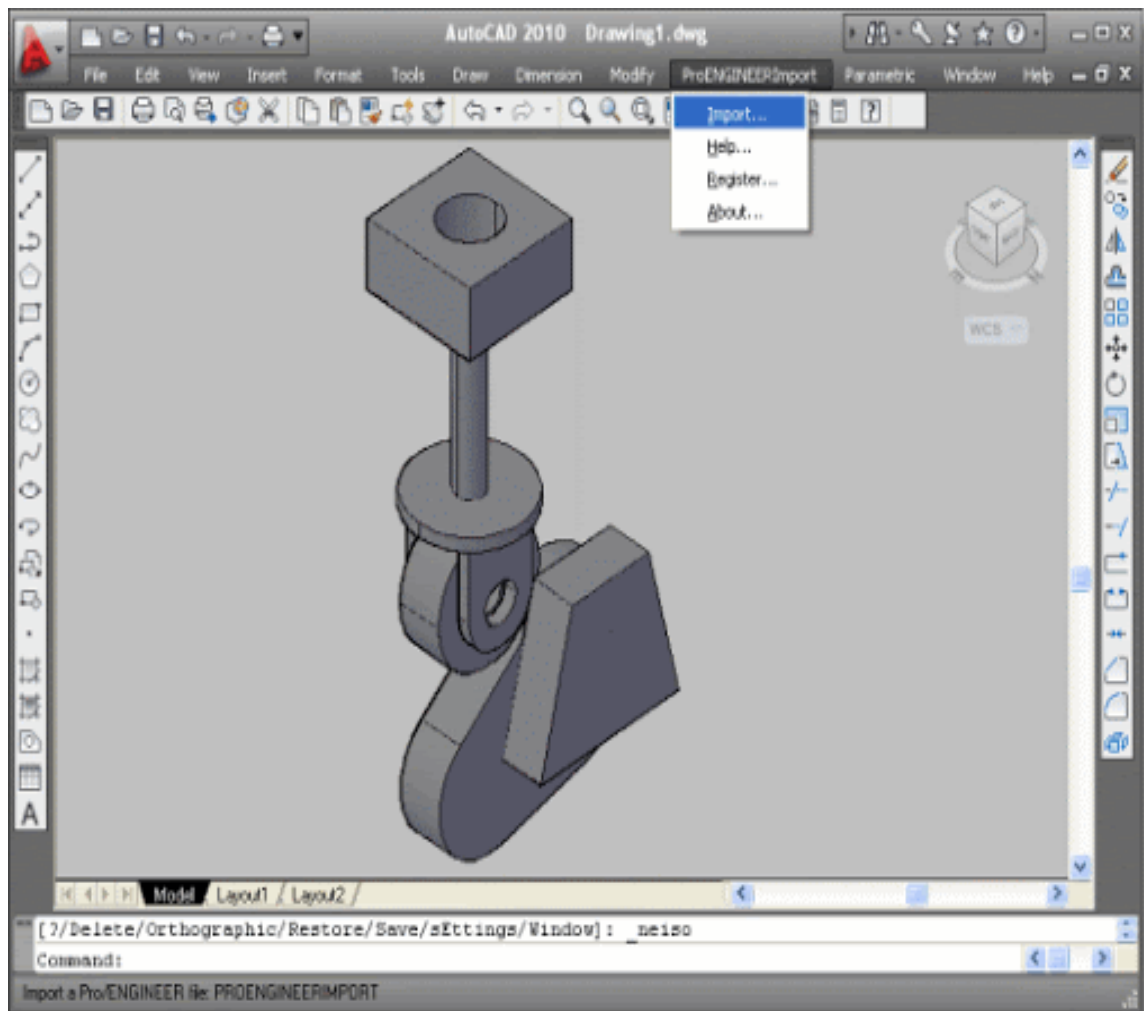 AutoCAD 2010 Drawing1.dwg
File Edit View Insert Format Tools Draw Dimension Modify ProENGINEERImport Parametric Window Help
Import...
Help...
Register...
About...
WCS
A
Model Layout1 Layout2
[?/Delete/Orthographic/Restore/Save/sEttings/Window]: _neiso
Command:
Import a Pro/ENGINEER file: PROENGINEERIMPORT